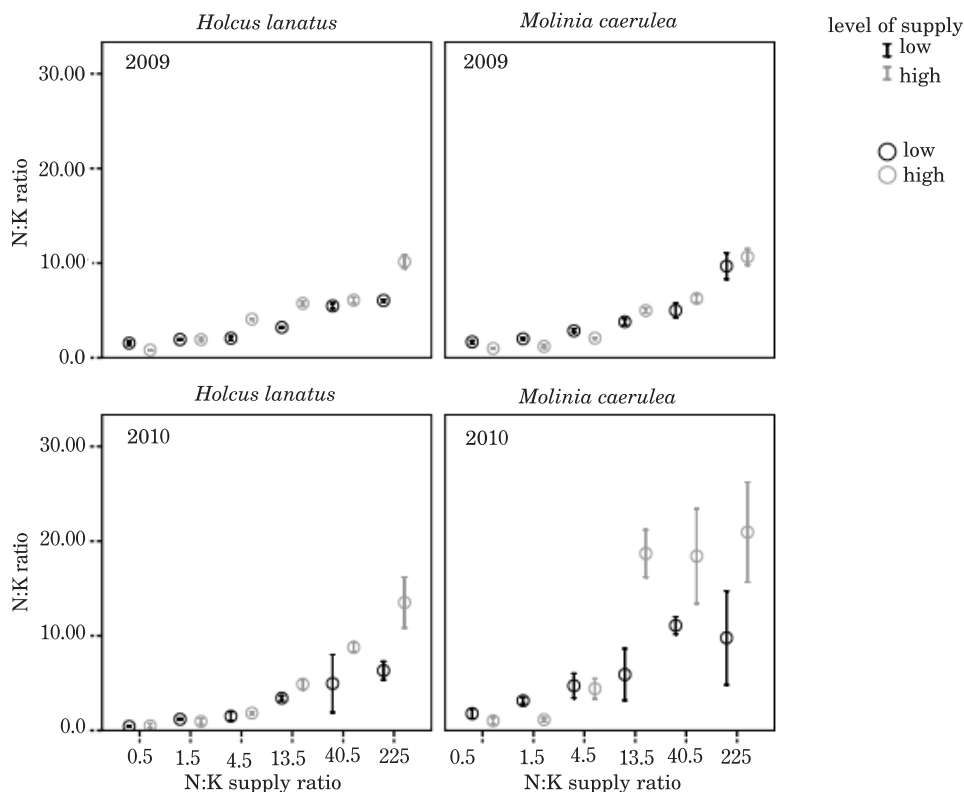 Holcus lanatus
Molinia caerulea
level of supply
low
high
low
high
2009
2009
N:K ratio
30.00
20.00
10.00
0.0
Holcus lanatus
Molinia caerulea
2010
2010
N:K ratio
30.00
20.00
10.00
0.0
0.5 1.5 4.5 13.5 40.5 225
0.5 1.5 4.5 13.5 40.5 225
N:K supply ratio
N:K supply ratio